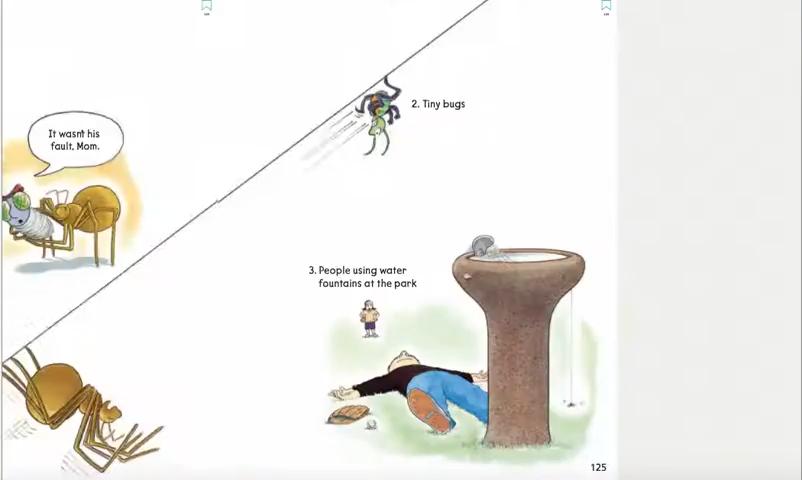 It wasn't his
fault, Mom.
2. Tiny bugs
3. People using water
fountains at the park
125